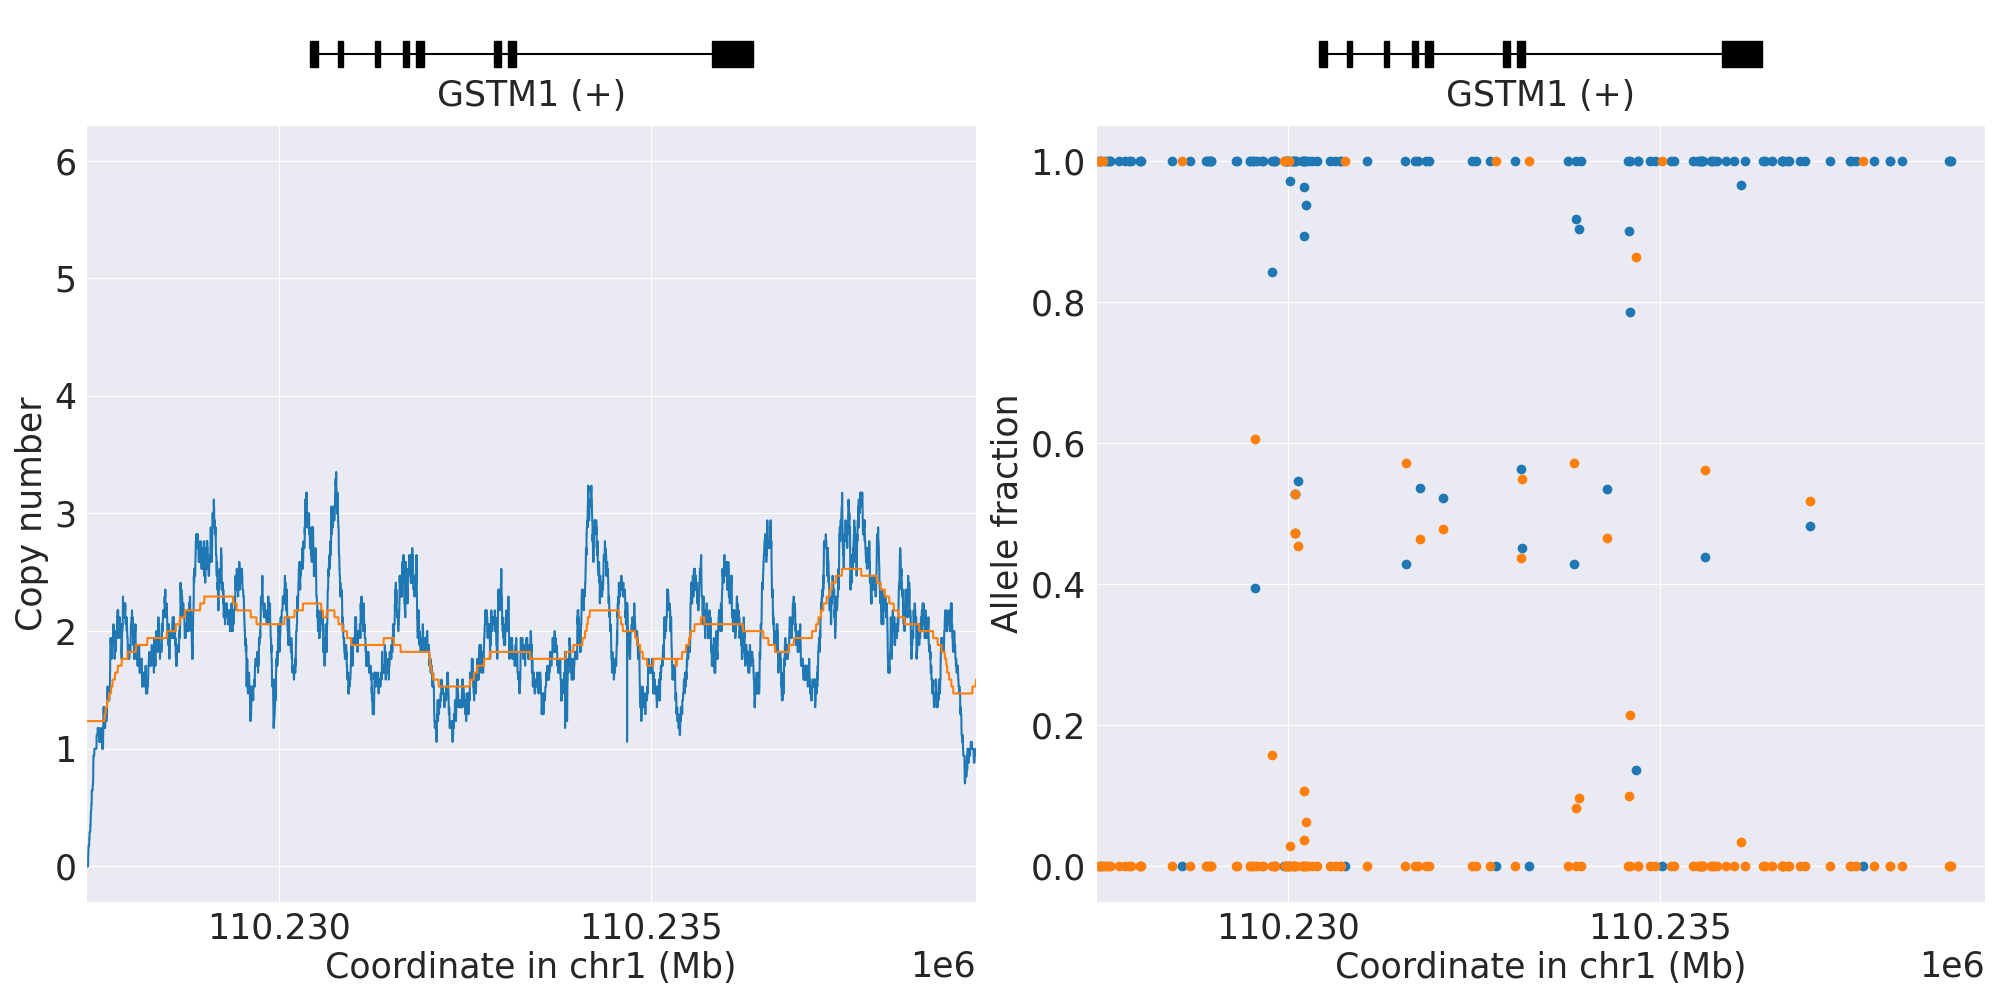 GSTM1 (+)
6
5
4
3
2
1
0
Copy number
110.230
110.235
Coordinate in chr1 (Mb)
1e6
GSTM1 (+)
1.0
0.8
0.6
0.4
0.2
0.0
Allele fraction
110.230
110.235
Coordinate in chr1 (Mb)
1e6